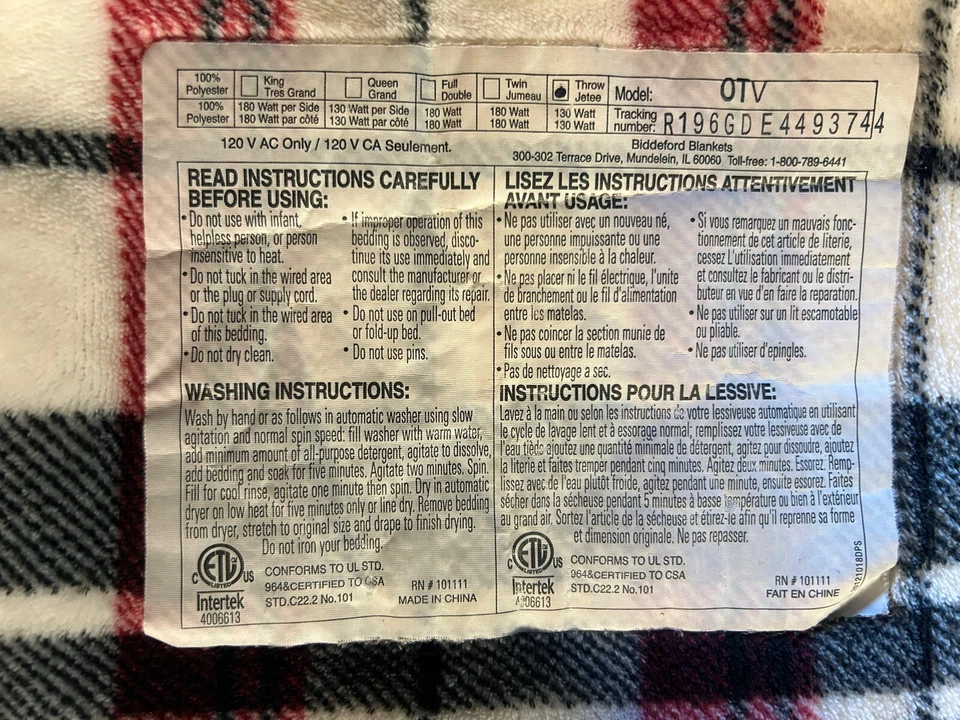 100% Polyester King Tres Grand Queen Grand Full Double Twin Jumeau Throw Jetee Model: OTV
100% Polyester 180 Watt per Side 180 Watt par côté 130 Watt per Side 130 Watt par côté 180 Watt 180 Watt 180 Watt 180 Watt 130 Watt 130 Watt Tracking number: R196GDE4493744
120 V AC Only / 120 V CA Seulement.
Biddeford Blankets
300-302 Terrace Drive, Mundelein, IL 60060 Toll-free: 1-800-789-6441
READ INSTRUCTIONS CAREFULLY
BEFORE USING:
• Do not use with infant,
helpless person, or person
insensitive to heat.
• Do not tuck in the wired area
or the plug or supply cord.
• Do not tuck in the wired area
of this bedding.
• Do not dry clean.
• If improper operation of this
bedding is observed, disco-
tinue its use immediately and
consult the manufacturer or
the dealer regarding its repair.
• Do not use on pull-out bed
or fold-up bed.
• Do not use pins.
WASHING INSTRUCTIONS:
Wash by hand or as follows in automatic washer using slow
agitation and normal spin speed: fill washer with warm water,
add minimum amount of all-purpose detergent, agitate to dissolve,
add bedding and soak for five minutes. Agitate two minutes. Spin.
Fill for cool rinse, agitate one minute then spin. Dry in automatic
dryer on low heat for five minutes only or line dry. Remove bedding
from dryer, stretch to original size and drape to finish drying.
Do not iron your bedding.
C ETL LISTED US
Intertek
4006613
CONFORMS TO UL STD.
964&CERTIFIED TO CSA
STD.C22.2 No.101
RN # 101111
MADE IN CHINA
LISEZ LES INSTRUCTIONS ATTENTIVEMENT
AVANT USAGE:
• Ne pas utiliser avec un nouveau né,
une personne impuissante ou une
personne insensible à la chaleur.
• Ne pas placer ni le fil électrique, l'unite
de branchement ou le fil d'alimentation
entre les matelas.
• Ne pas coincer la section munie de
fils sous ou entre le matelas.
• Pas de nettoyage a sec.
• Si vous remarquez un mauvais fonc-
tionnement de cet article de literie,
cessez L'utilisation immediatement
et consultez le fabricant ou le distri-
buteur en vue d'en faire la reparation.
• Ne pas utiliser sur un lit escamotable
ou pliable.
• Ne pas utiliser d'epingles.
INSTRUCTIONS POUR LA LESSIVE:
Lavez à la main ou selon les instructions de votre lessiveuse automatique en utilisant
le cycle de lavage lent et à essorage normal; remplissez votre lessiveuse avec de
l'eau tiède ajoutez une quantité minimale de détergent, agitez pour dissoudre, ajoutez
la literie et faites tremper pendant cinq minutes. Agitez deux minutes. Essorez. Remp-
lissez avec de l'eau plutôt froide, agitez pendant une minute, ensuite essorez. Faites
sécher dans la sécheuse pendant 5 minutes à basse température ou bien à l'extérieur
au grand air. Sortez l'article de la sécheuse et étirez-le afin qu'il reprenne sa forme
et dimension originale. Ne pas repasser.
C ETL LISTED US
Intertek
4006613
CONFORMS TO UL STD.
964&CERTIFIED TO CSA
STD.C22.2 No.101
RN # 101111
FAIT EN CHINE